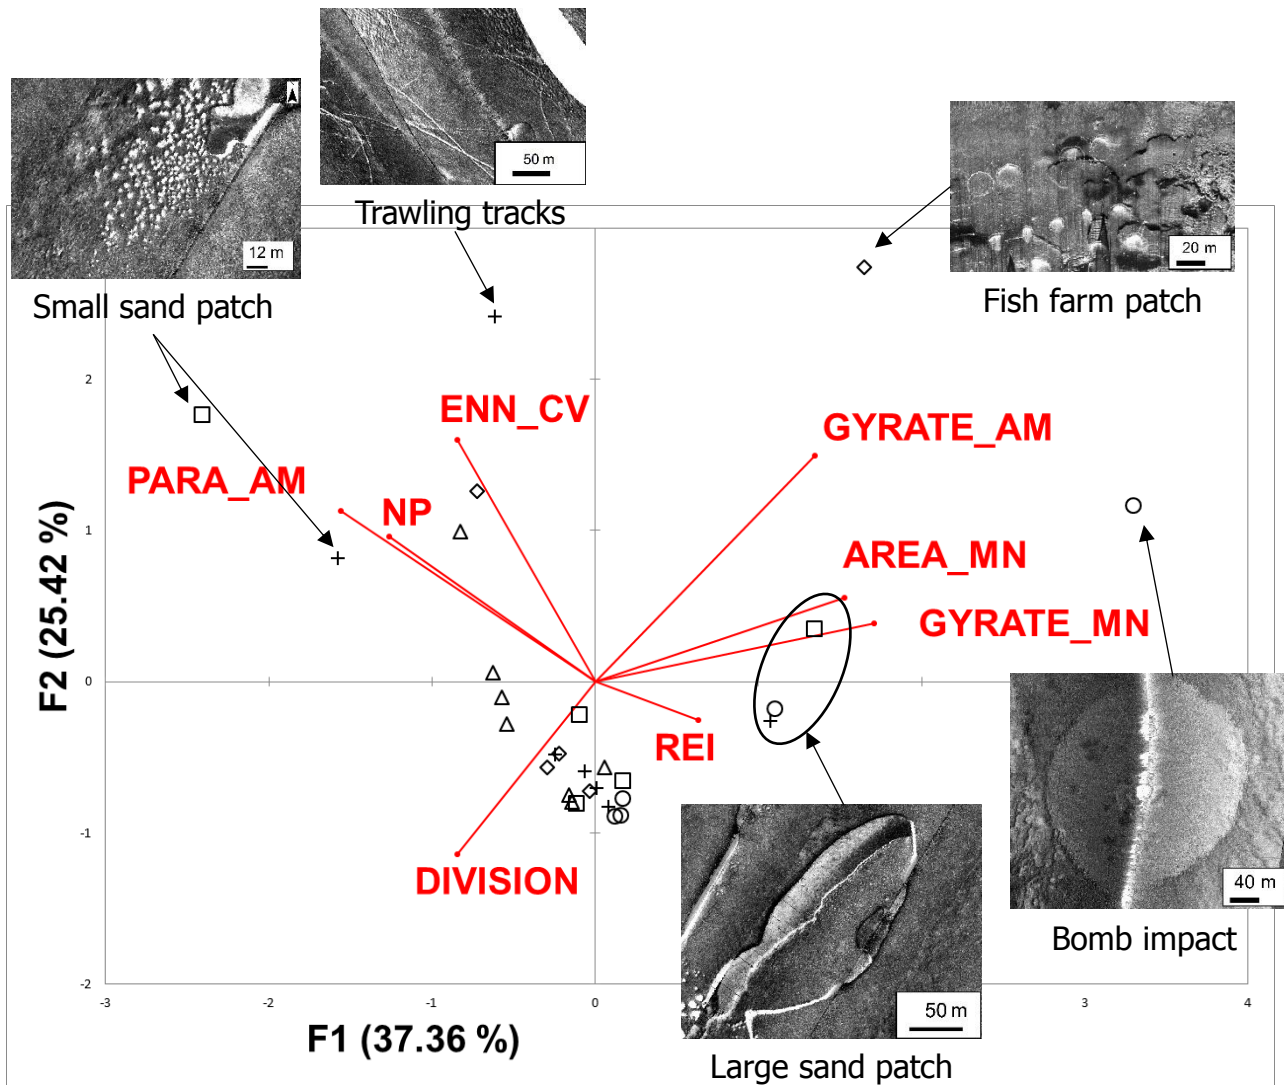 50 m
Trawling tracks
12 m
Small sand patch
20 m
Fish farm patch
ENN_CV
GYRATE_AM
PARA_AM
NP
AREA_MN
GYRATE_MN
REI
DIVISION
40 m
Bomb impact
50 m
Large sand patch
F2 (25.42 %)
2
1
0
-1
-2
-3
-2
-1
0
3
4
F1 (37.36 %)